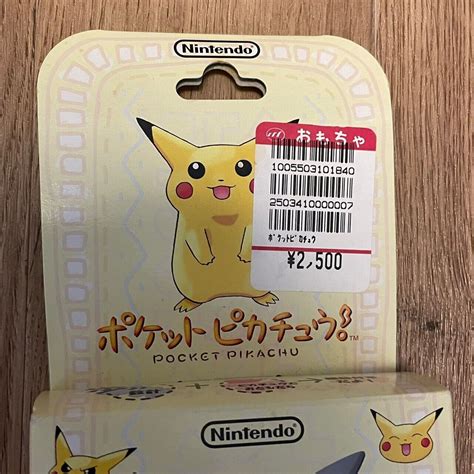 Nintendo
おもちゃ
1005503101840
2503410000007
ﾎﾟｹｯﾄﾋﾟｶﾁｭｳ
¥2,500
ポケットピカチュウ!™
POCKET PIKACHU
Nintendo